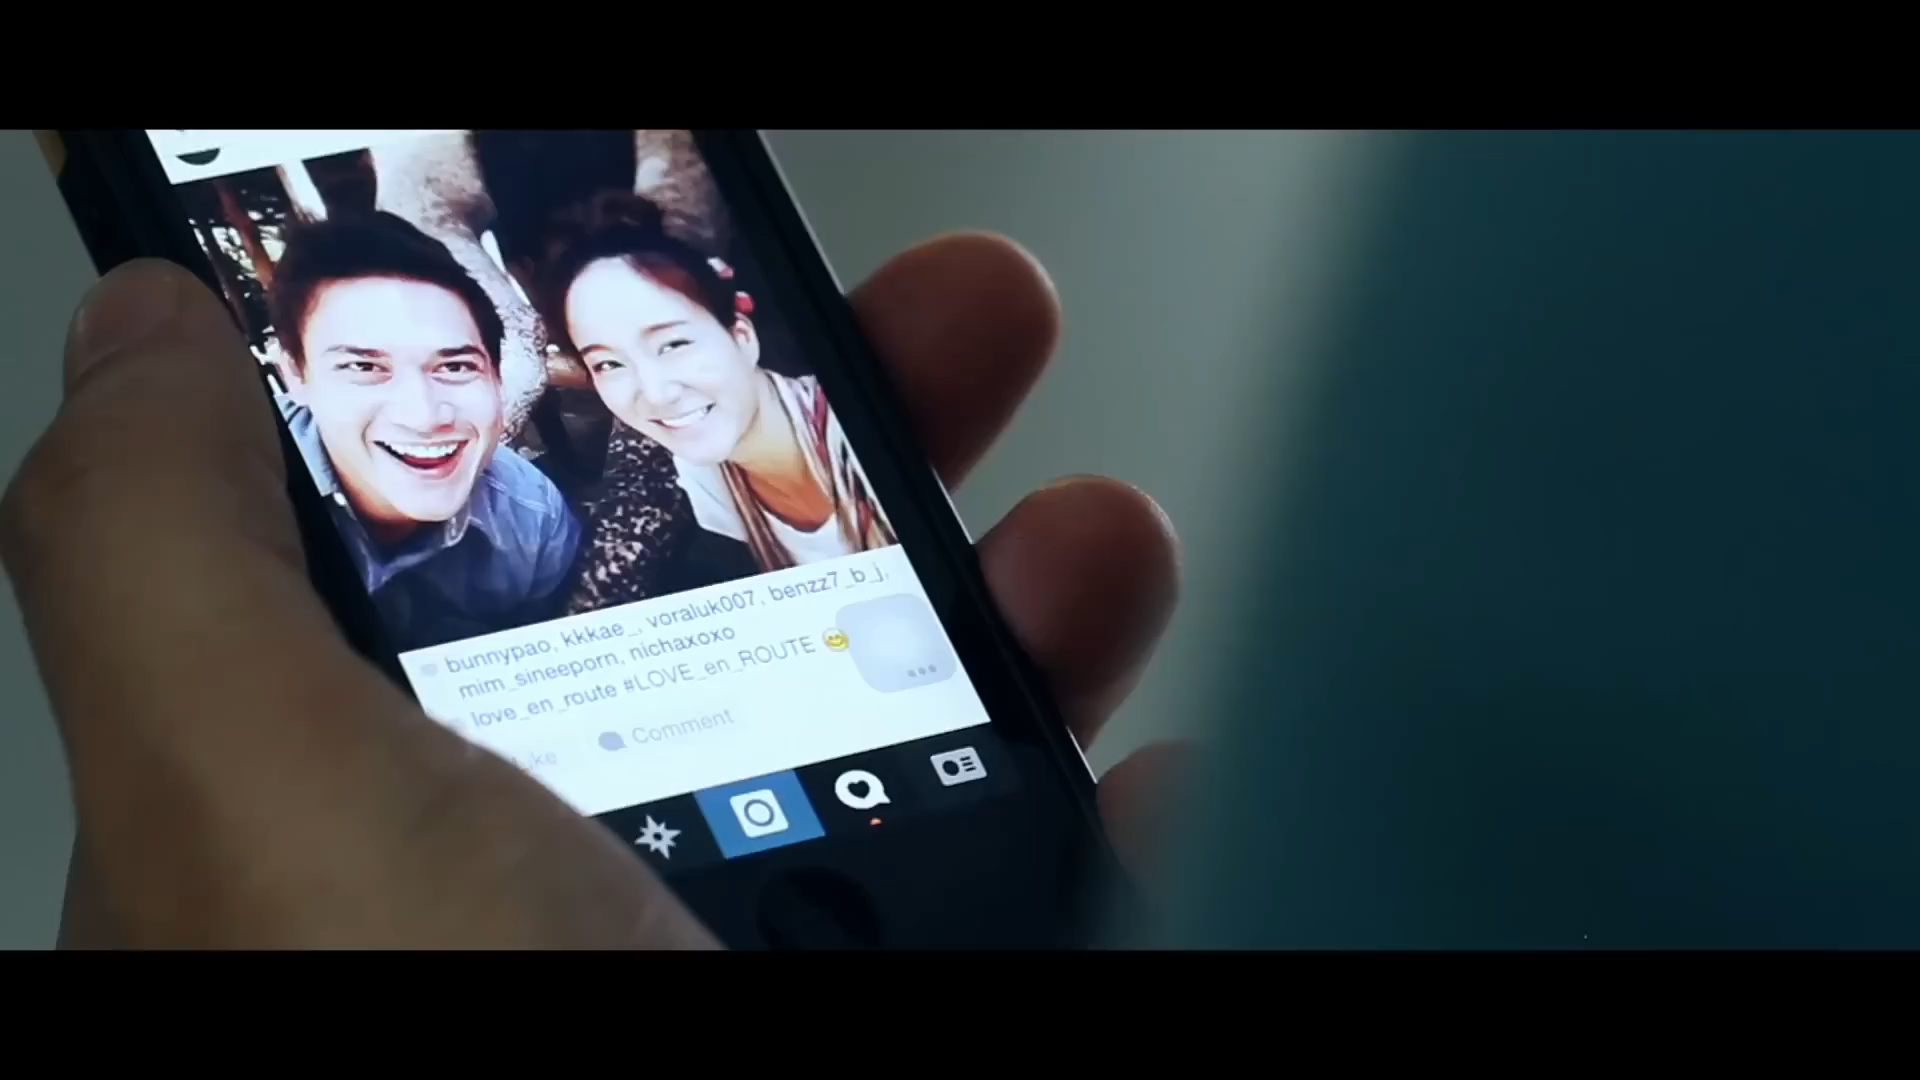 bunnypao, kkkae_, voraluk007, benzz7_b_j,
mim_sineeporn, nichaxoxo
love_en_route #LOVE_en_ROUTE 😊
Comment